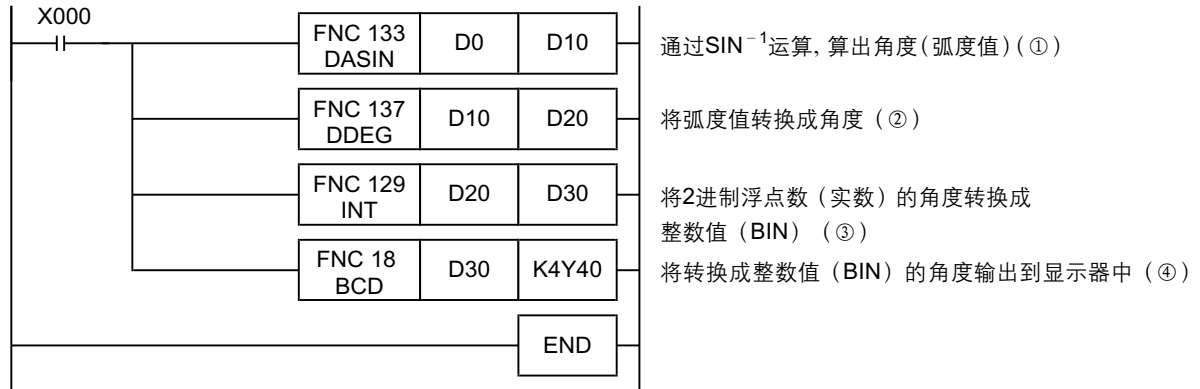 X000
FNC 133 DASIN D0 D10 通过SIN⁻¹运算, 算出角度(弧度值)(①)
FNC 137 DDEG D10 D20 将弧度值转换成角度（②）
FNC 129 INT D20 D30 将2进制浮点数（实数）的角度转换成
整数值（BIN）（③）
FNC 18 BCD D30 K4Y40 将转换成整数值（BIN）的角度输出到显示器中（④）
END